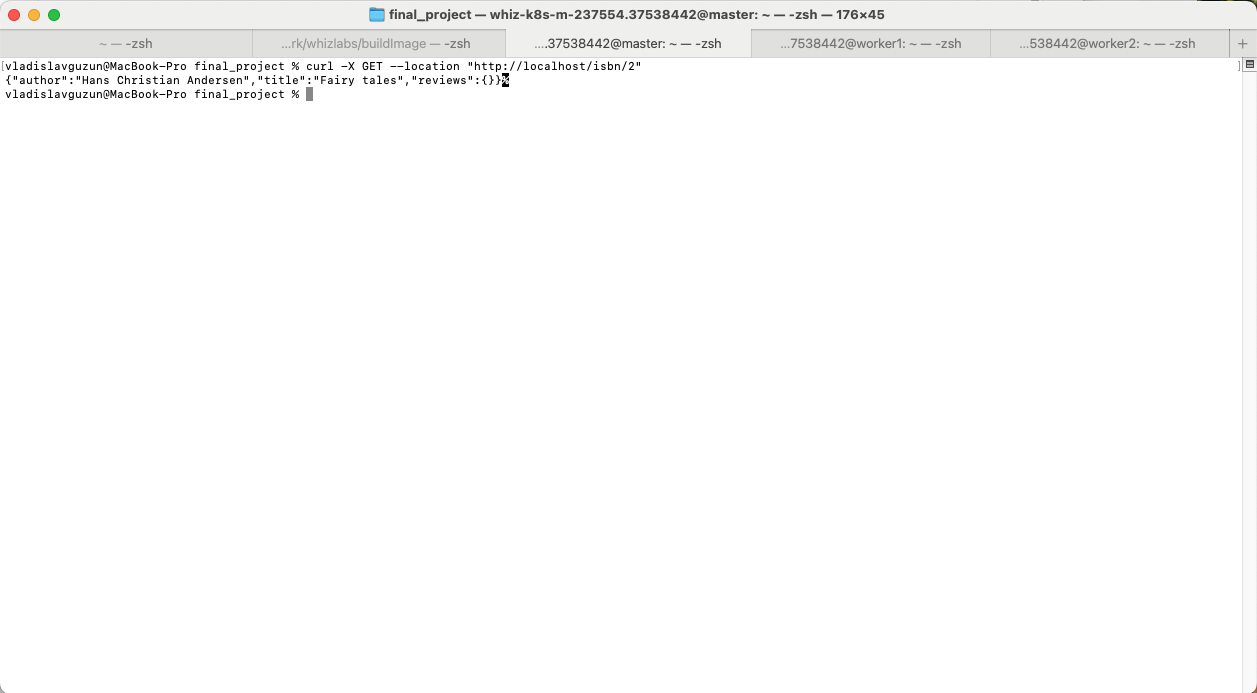 final_project — whiz-k8s-m-237554.37538442@master: ~ — -zsh — 176×45
~ — -zsh
...rk/whizlabs/buildImage — -zsh
....37538442@master: ~ — -zsh
...7538442@worker1: ~ — -zsh
...538442@worker2: ~ — -zsh
+
[vladislavguzun@MacBook-Pro final_project % curl -X GET --location "http://localhost/isbn/2" ]
{"author":"Hans Christian Andersen","title":"Fairy tales","reviews":{}}%
vladislavguzun@MacBook-Pro final_project %